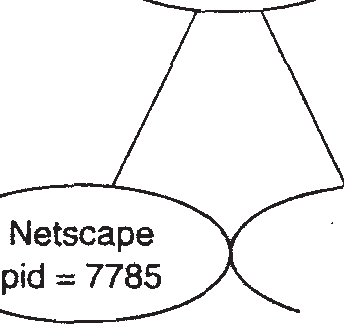 Netscape
pid = 7785